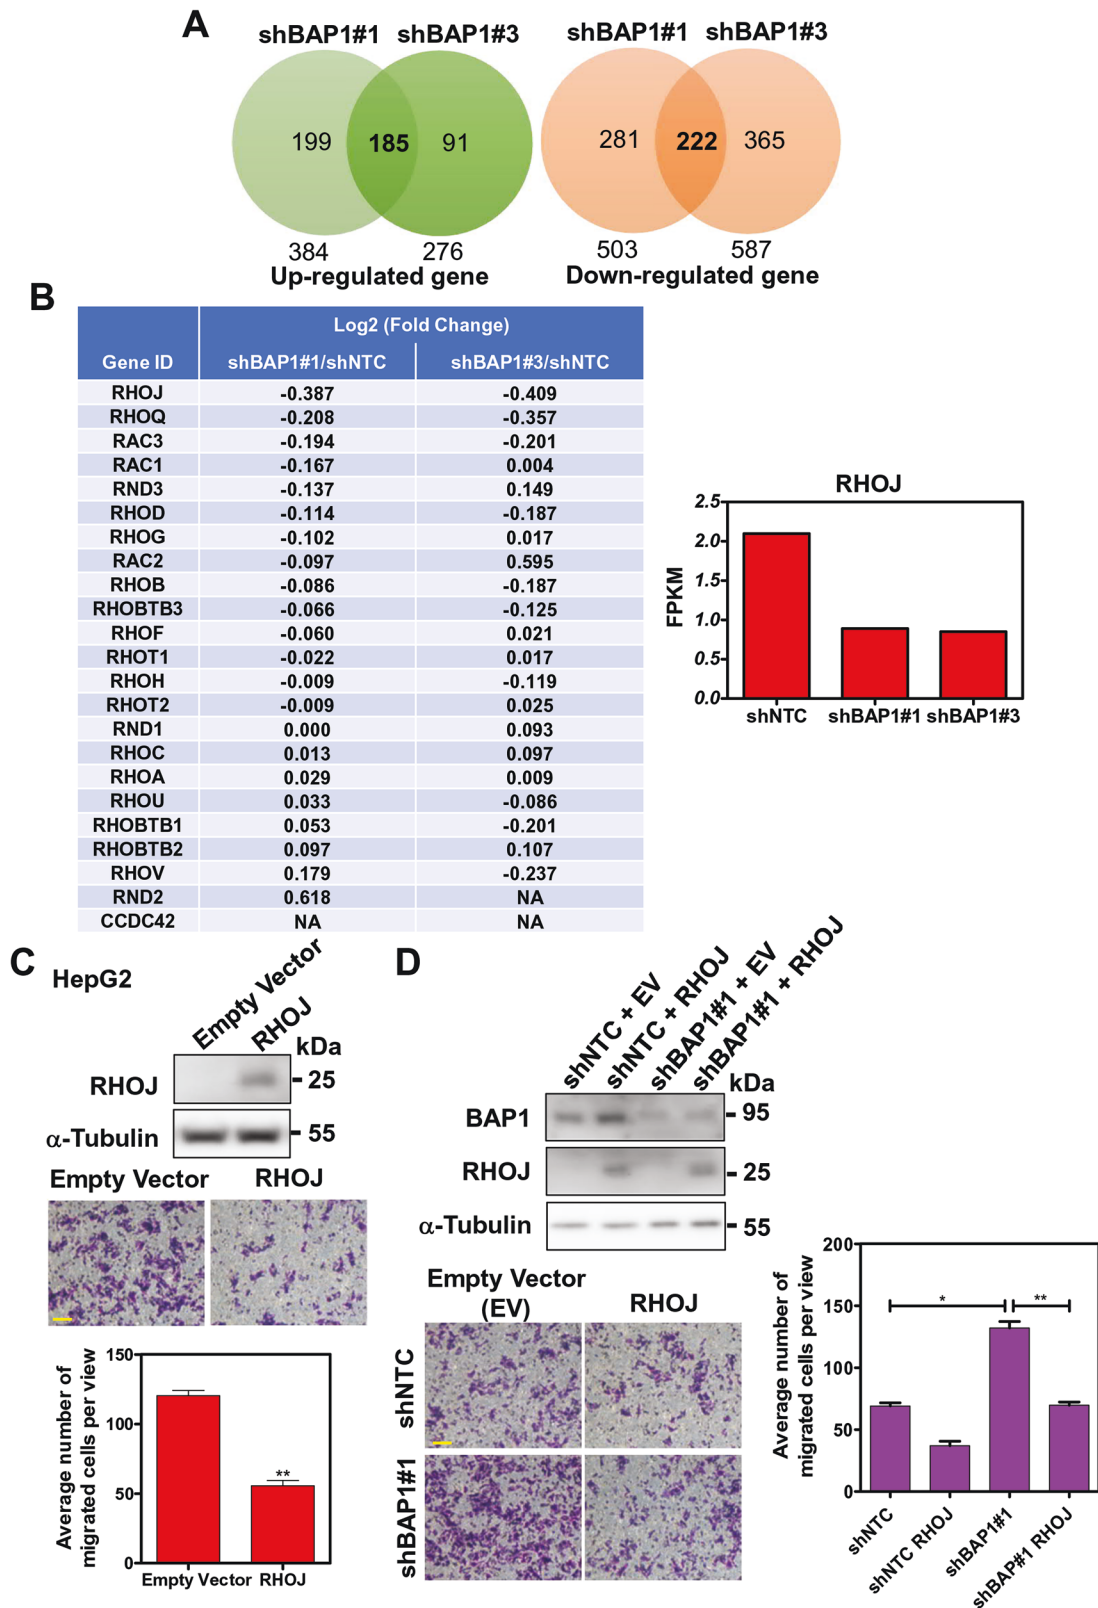 A
shBAP1#1 shBAP1#3
199 185 91
384 276
Up-regulated gene
shBAP1#1 shBAP1#3
281 222 365
503 587
Down-regulated gene
B
Log2 (Fold Change)
Gene ID shBAP1#1/shNTC shBAP1#3/shNTC
RHOJ -0.387 -0.409
RHOQ -0.208 -0.357
RAC3 -0.194 -0.201
RAC1 -0.167 0.004
RND3 -0.137 0.149
RHOD -0.114 -0.187
RHOG -0.102 0.017
RAC2 -0.097 0.595
RHOB -0.086 -0.187
RHOBTB3 -0.066 -0.125
RHOF -0.060 0.021
RHOT1 -0.022 0.017
RHOH -0.009 -0.119
RHOT2 -0.009 0.025
RND1 0.000 0.093
RHOC 0.013 0.097
RHOA 0.029 0.009
RHOU 0.033 -0.086
RHOBTB1 0.053 -0.201
RHOBTB2 0.097 0.107
RHOV 0.179 -0.237
RND2 0.618 NA
CCDC42 NA NA
RHOJ
FPKM
2.5
2.0
1.5
1.0
0.5
0.0
shNTC shBAP1#1 shBAP1#3
C
HepG2
Empty Vector
RHOJ
kDa
RHOJ 25
α-Tubulin 55
Empty Vector RHOJ
Average number of
migrated cells per view
150
100
50
0
**
Empty Vector RHOJ
D
shNTC + EV
shNTC + RHOJ
shBAP1#1 + EV
shBAP1#1 + RHOJ
kDa
BAP1 95
RHOJ 25
α-Tubulin 55
Empty Vector
(EV)
RHOJ
shNTC
shBAP1#1
Average number of
migrated cells per view
200
150
100
50
0
* **
shNTC
shNTC RHOJ
shBAP1#1
shBAP#1 RHOJ